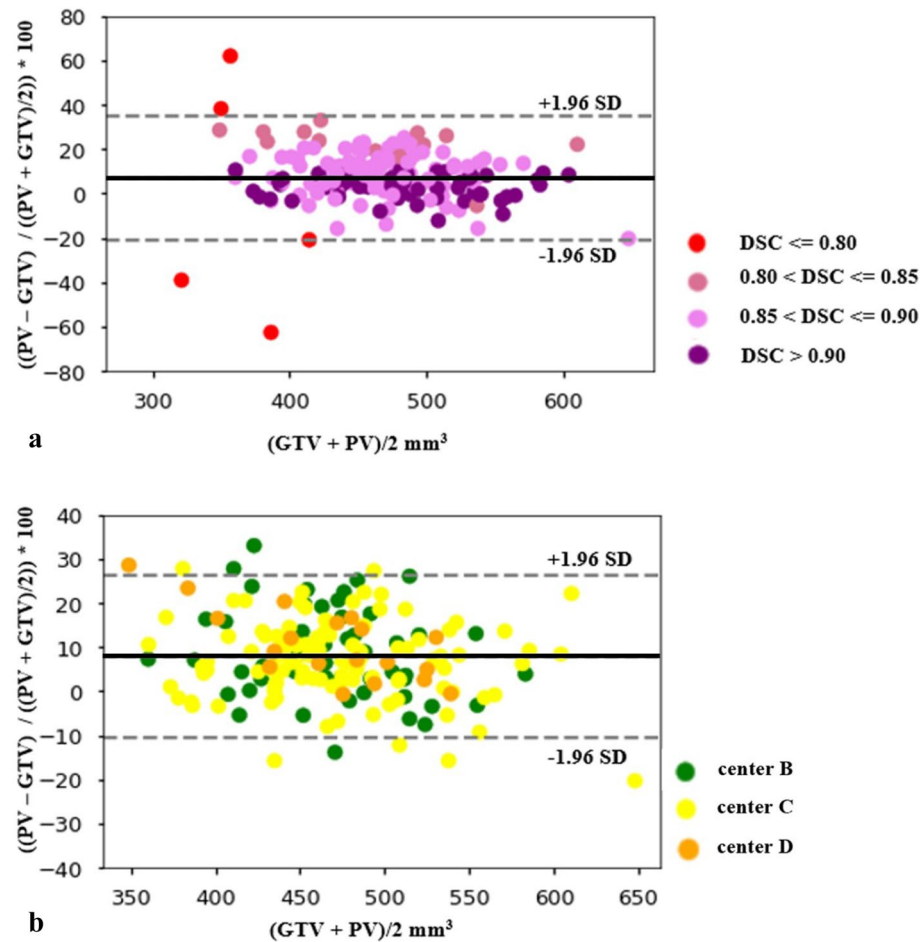 80
60
40
20
0
−20
−40
−60
−80
((PV – GTV) / ((PV + GTV)/2)) * 100
+1.96 SD
-1.96 SD
300
400
500
600
(GTV + PV)/2 mm³
a
DSC <= 0.80
0.80 < DSC <= 0.85
0.85 < DSC <= 0.90
DSC > 0.90
40
30
20
10
0
−10
−20
−30
−40
((PV – GTV) / ((PV + GTV)/2)) * 100
+1.96 SD
-1.96 SD
350
400
450
500
550
600
650
(GTV + PV)/2 mm³
b
center B
center C
center D